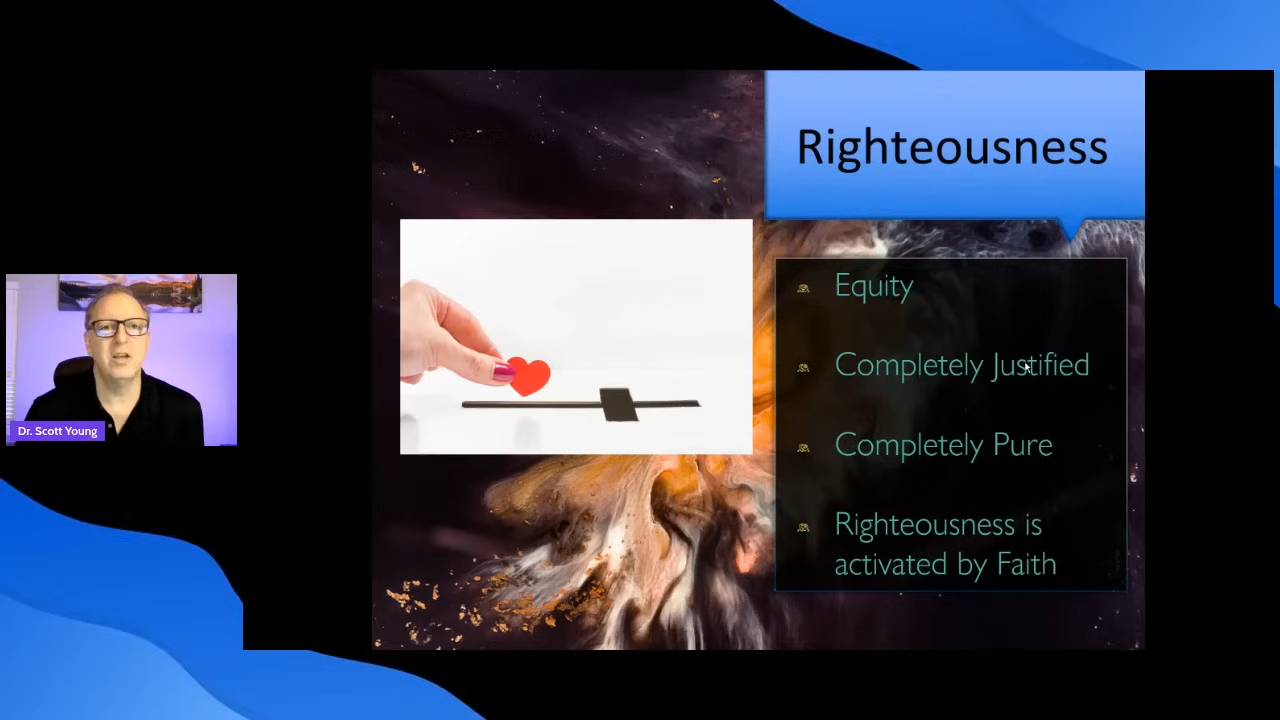 Righteousness
Equity
Completely Justified
Completely Pure
Righteousness is
activated by Faith
Dr. Scott Young